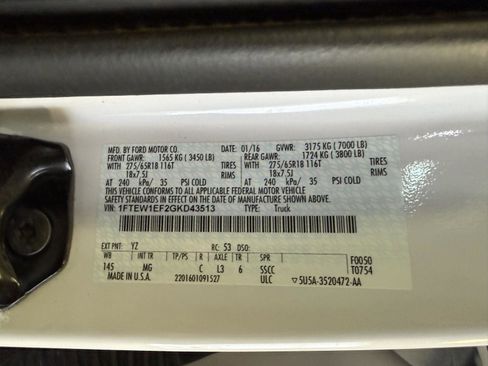 MFD. BY FORD MOTOR CO. 01/16 GVWR: 3175 KG ( 7000 LB)
FRONT GAWR: 1565 KG ( 3450 LB) REAR GAWR: 1724 KG ( 3800 LB)
275/65R18 116T TIRES 275/65R18 116T TIRES
18x7.5J RIMS 18x7.5J RIMS
AT 240 kPa/ 35 PSI COLD AT 240 kPa/ 35 PSI COLD
THIS VEHICLE CONFORMS TO ALL APPLICABLE FEDERAL MOTOR VEHICLE
SAFETY STANDARDS IN EFFECT ON THE DATE OF MANUFACTURE SHOWN ABOVE.
VIN: 1FTEW1EF2GKD43513 TYPE: Truck
EXT PNT: YZ RC: 53 DSO:
WB INT TR TP/PS R AXLE TR SPR F0050
145 MG C L3 6 SSCC T0754
MADE IN U.S.A. 2201601091527 ULC ▽5U5A-3520472-AA